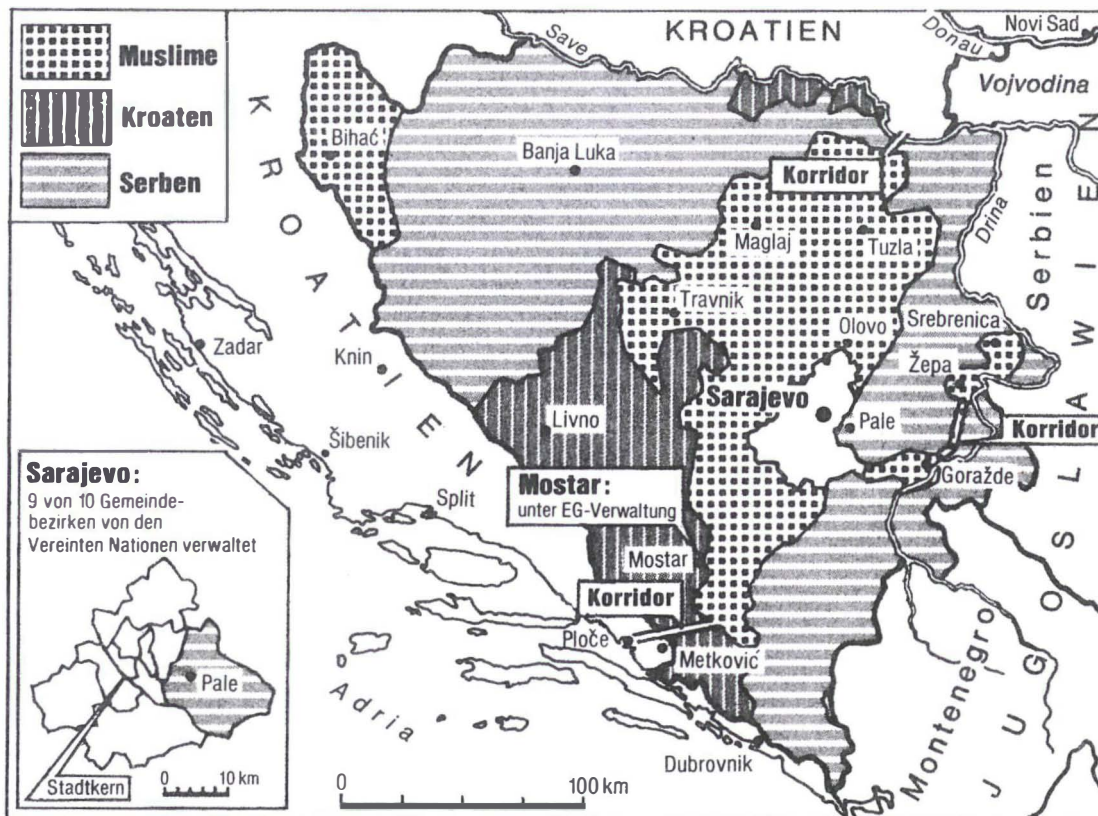 Muslime
Kroaten
Serben
KROATIEN
Save
Donau
Novi Sad
Vojvodina
KROATIEN
Bihać
Banja Luka
Korridor
Maglaj
Tuzla
Drina
Serbien
JUGOSLAWIEN
Travnik
Olovo
Srebrenica
Žepa
Zadar
Knin
Sarajevo
Pale
Korridor
Livno
Šibenik
Goražde
Split
Mostar:
unter EG-Verwaltung
Mostar
Korridor
Ploče
Metković
Montenegro
Adria
Dubrovnik
0 100 km
Sarajevo:
9 von 10 Gemeinde-
bezirken von den
Vereinten Nationen verwaltet
Pale
Stadtkern
0 10 km